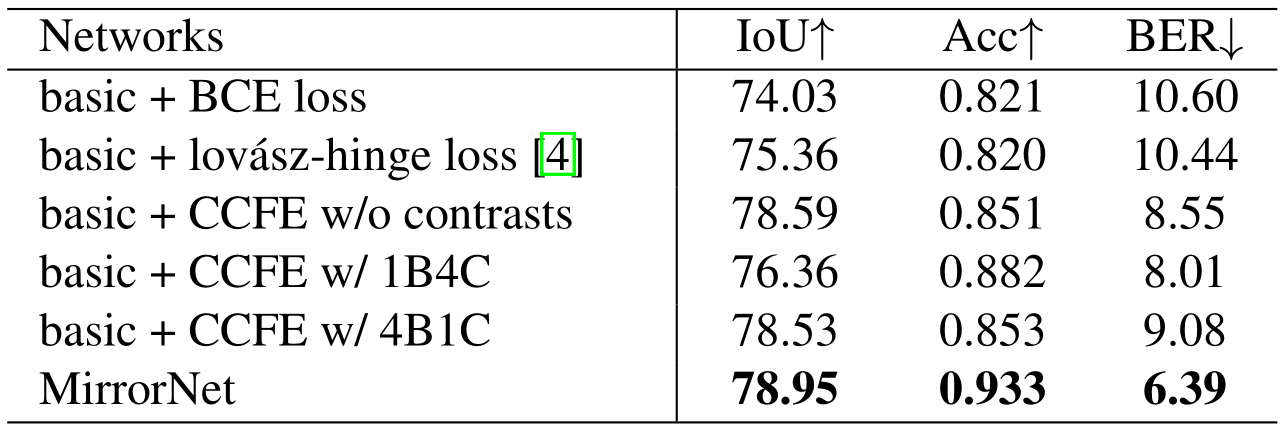 Networks IoU↑ Acc↑ BER↓
basic + BCE loss 74.03 0.821 10.60
basic + lovász-hinge loss [4] 75.36 0.820 10.44
basic + CCFE w/o contrasts 78.59 0.851 8.55
basic + CCFE w/ 1B4C 76.36 0.882 8.01
basic + CCFE w/ 4B1C 78.53 0.853 9.08
MirrorNet 78.95 0.933 6.39